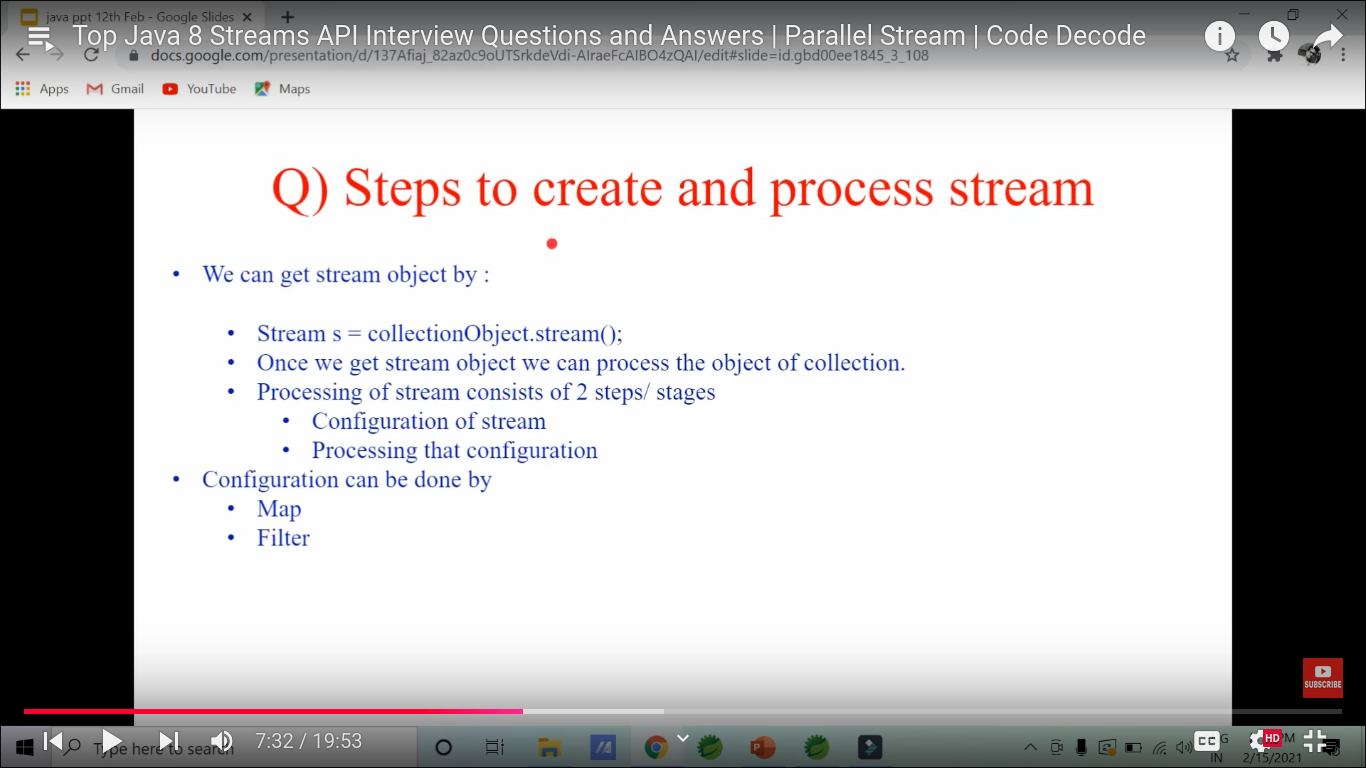 java ppt 12th Feb - Google Slides
Top Java 8 Streams API Interview Questions and Answers | Parallel Stream | Code Decode
docs.google.com/presentation/d/137Afiaj_82az0c9oUTSrkdeVdi-AIraeFcAIBO4zQAI/edit#slide=id.gbd00ee1845_3_108
Apps Gmail YouTube Maps
Q) Steps to create and process stream
• We can get stream object by :
• Stream s = collectionObject.stream();
• Once we get stream object we can process the object of collection.
• Processing of stream consists of 2 steps/ stages
• Configuration of stream
• Processing that configuration
• Configuration can be done by
• Map
• Filter
SUBSCRIBE
Type here to search
7:32 / 19:53
CC HD
IN 2/15/2021